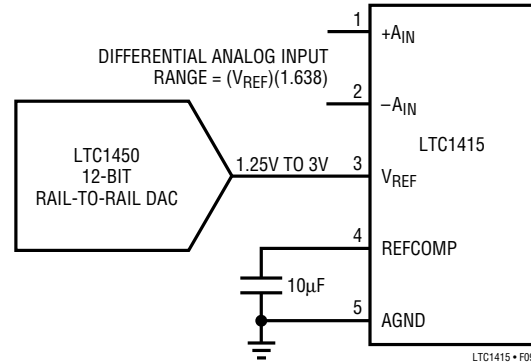 1
+AIN
DIFFERENTIAL ANALOG INPUT
RANGE = (VREF)(1.638)
2
–AIN
LTC1415
LTC1450
12-BIT
RAIL-TO-RAIL DAC
1.25V TO 3V
3
VREF
4
REFCOMP
10µF
5
AGND
LTC1415 •